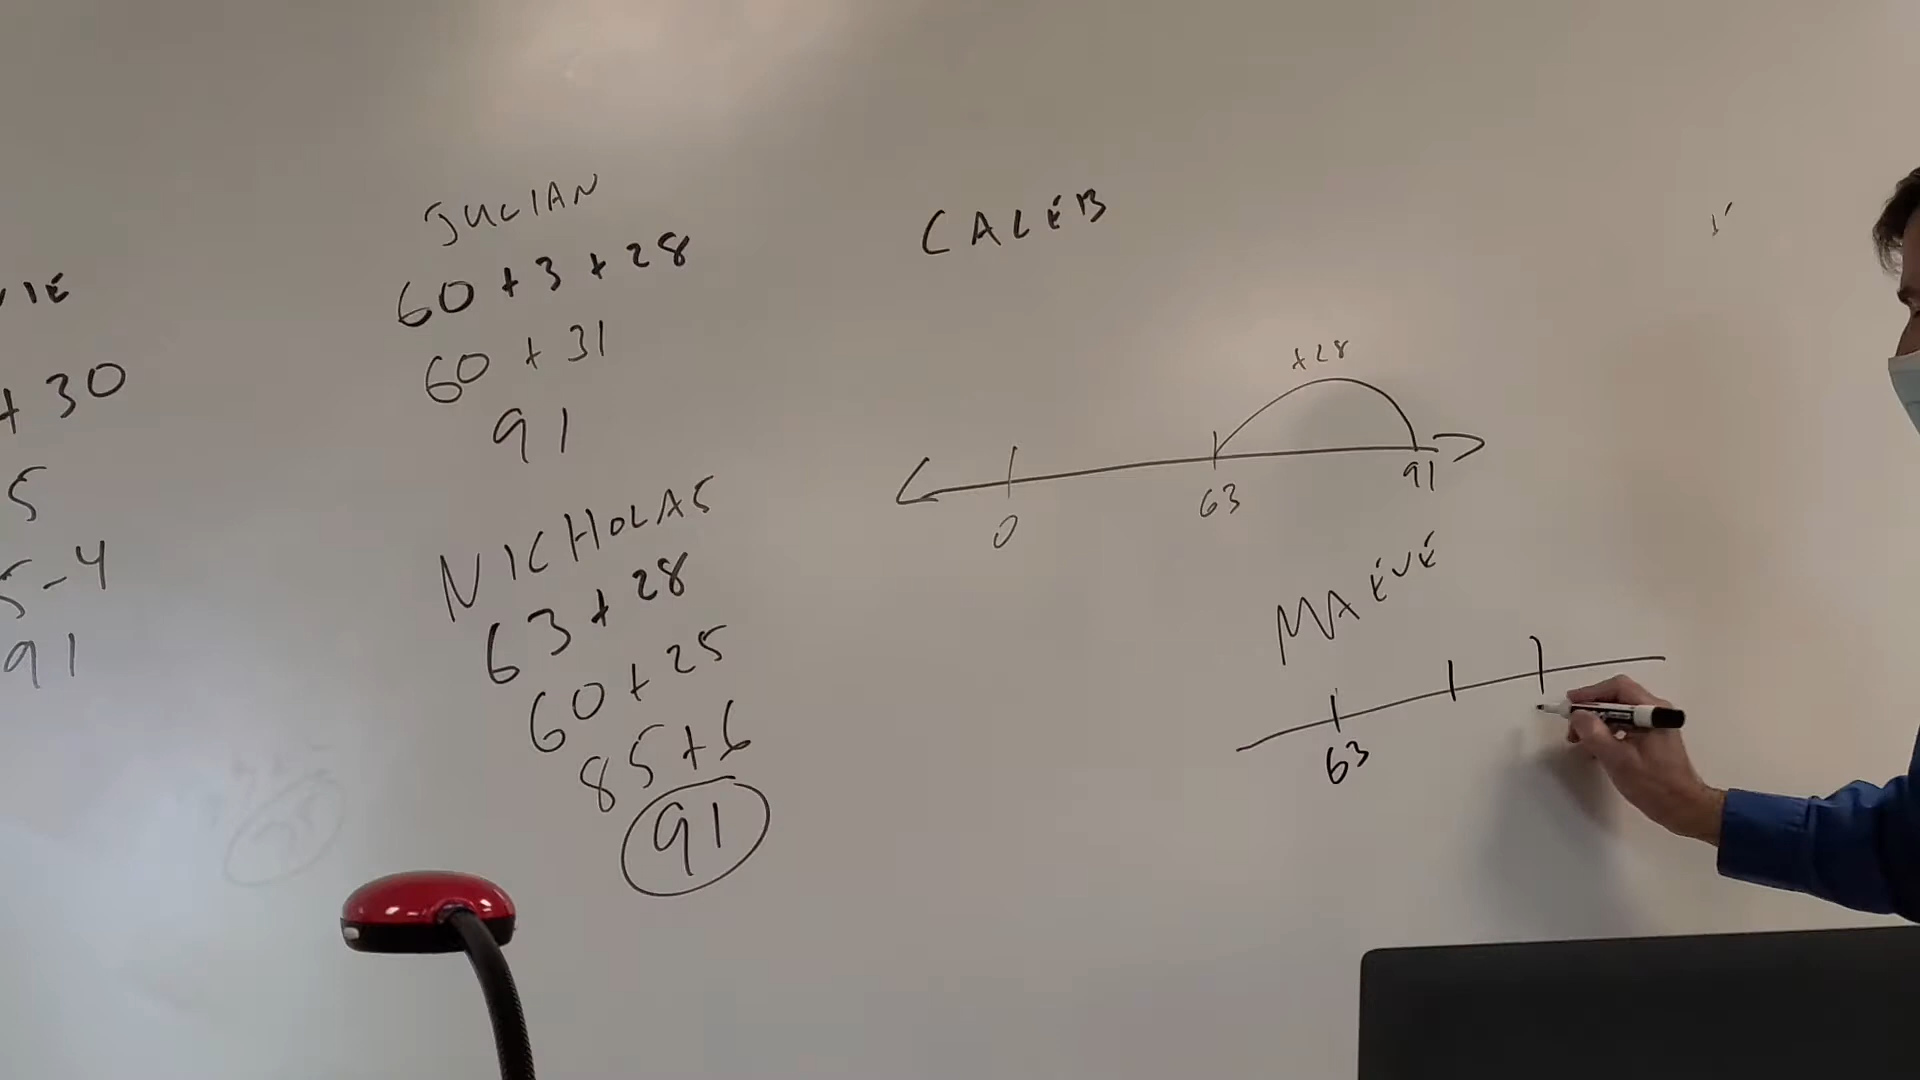 + 30
5
5-4
91
JULIAN
60 + 3 + 28
60 + 31
91
NICHOLAS
63 + 28
60 + 25
85 + 6
91
CALEB
+28
0
63
91
MAEVE
63